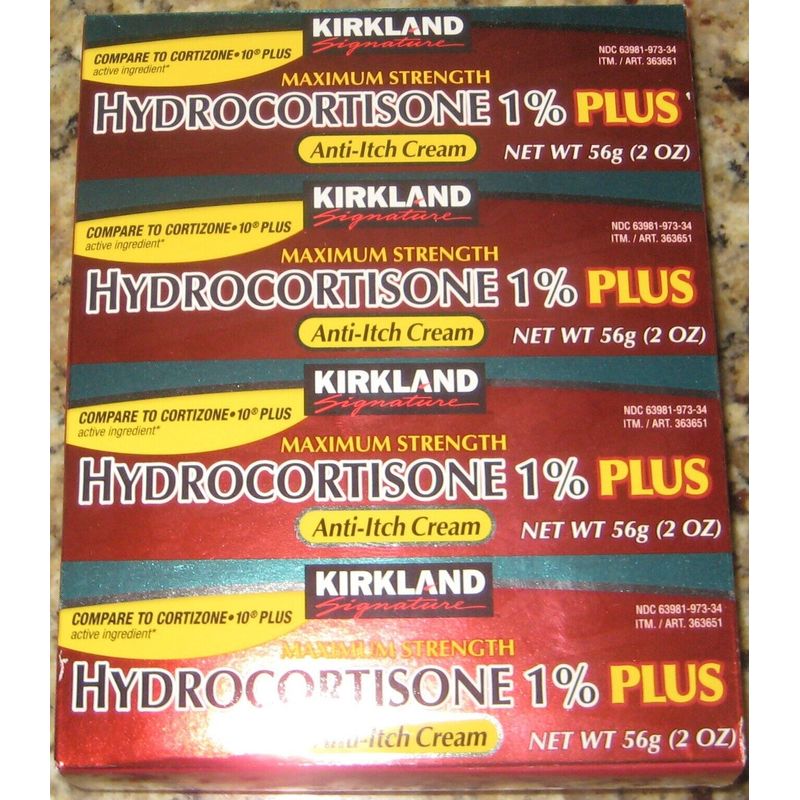 KIRKLAND
Signature
COMPARE TO CORTIZONE•10® PLUS
active ingredient*
NDC 63981-973-34
ITM. / ART. 363651
MAXIMUM STRENGTH
HYDROCORTISONE 1% PLUS
Anti-Itch Cream
NET WT 56g (2 OZ)
KIRKLAND
Signature
COMPARE TO CORTIZONE•10® PLUS
active ingredient*
NDC 63981-973-34
ITM. / ART. 363651
MAXIMUM STRENGTH
HYDROCORTISONE 1% PLUS
Anti-Itch Cream
NET WT 56g (2 OZ)
KIRKLAND
Signature
COMPARE TO CORTIZONE•10® PLUS
active ingredient*
NDC 63981-973-34
ITM. / ART. 363651
MAXIMUM STRENGTH
HYDROCORTISONE 1% PLUS
Anti-Itch Cream
NET WT 56g (2 OZ)
KIRKLAND
Signature
COMPARE TO CORTIZONE•10® PLUS
active ingredient*
NDC 63981-973-34
ITM. / ART. 363651
MAXIMUM STRENGTH
HYDROCORTISONE 1% PLUS
Anti-Itch Cream
NET WT 56g (2 OZ)